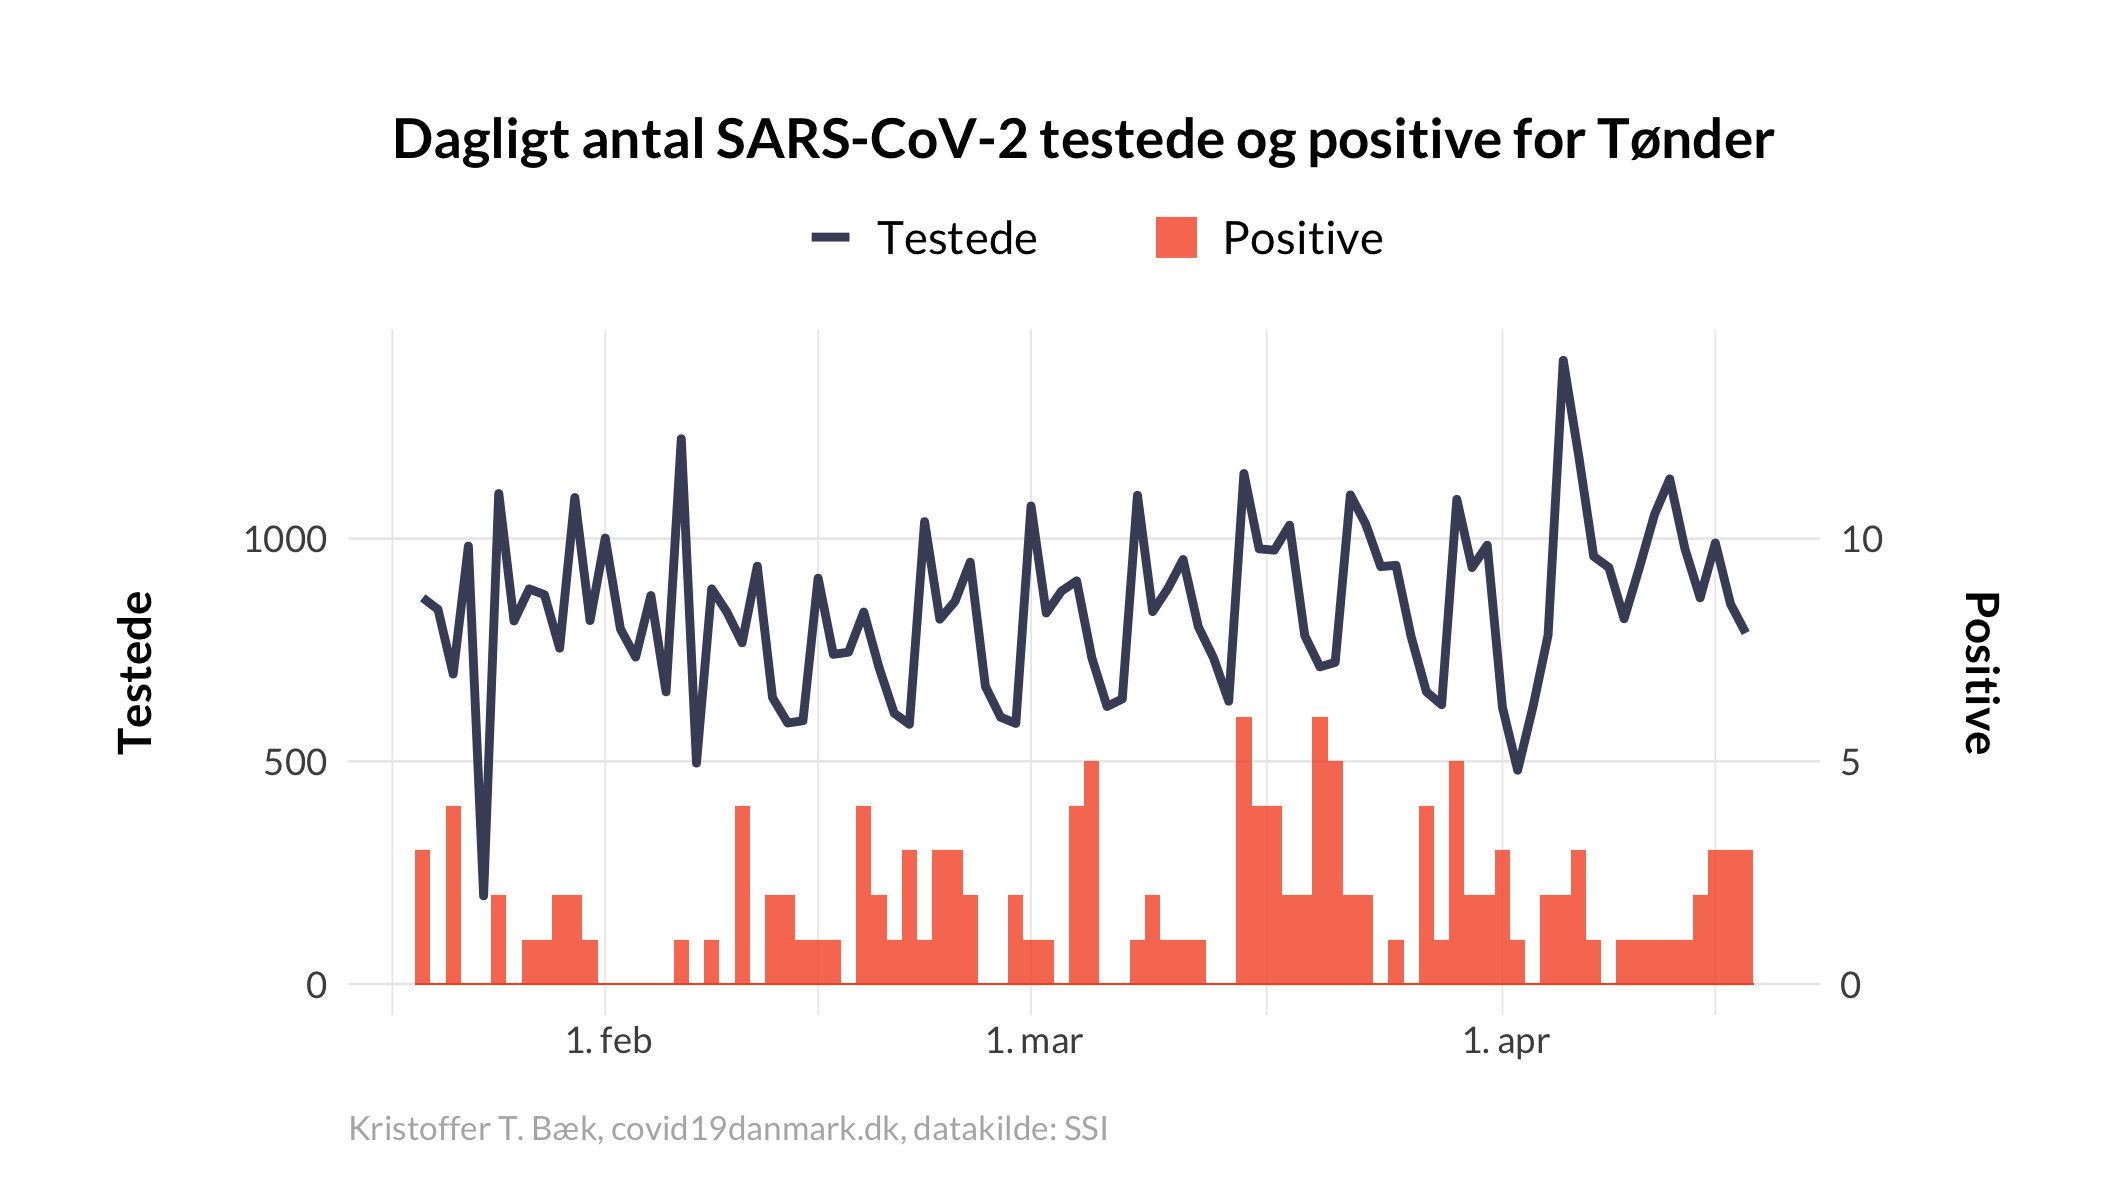 Dagligt antal SARS-CoV-2 testede og positive for Tønder
Testede Positive
Testede
1000
500
0
10
5
0
Positive
1. feb 1. mar 1. apr
Kristoffer T. Bæk, covid19danmark.dk, datakilde: SSI